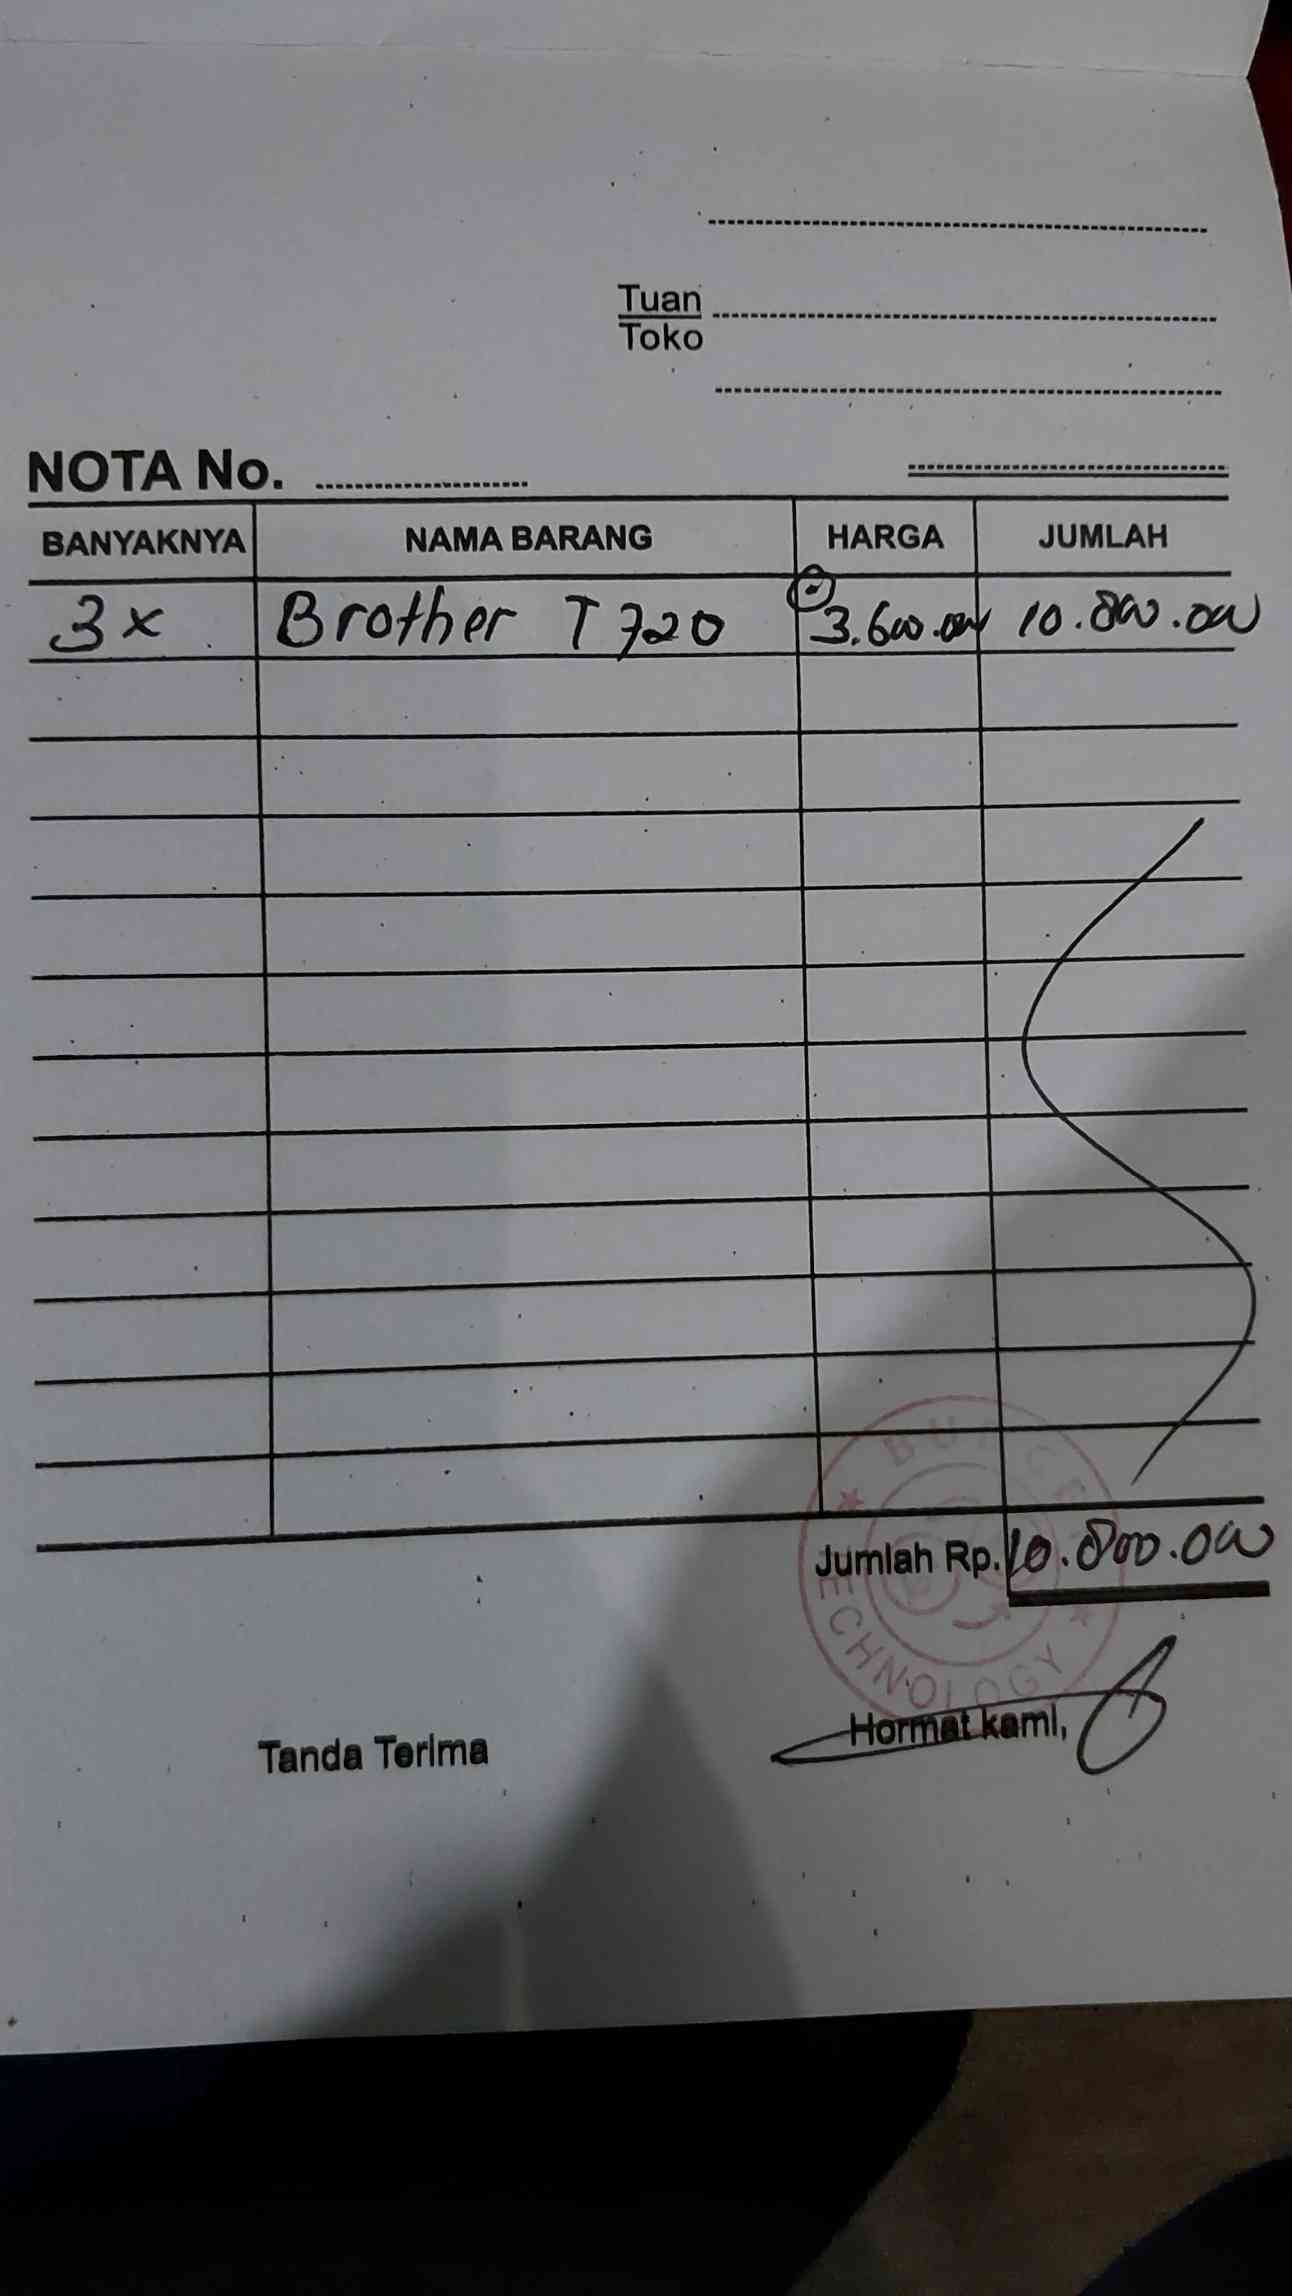 Tuan
Toko
NOTA No.
BANYAKNYA NAMA BARANG HARGA JUMLAH
3x Brother T720 3.600.000 10.800.000
Jumlah Rp. 10.800.000
TECHNOLOGY
Tanda Terima Hormat kami,